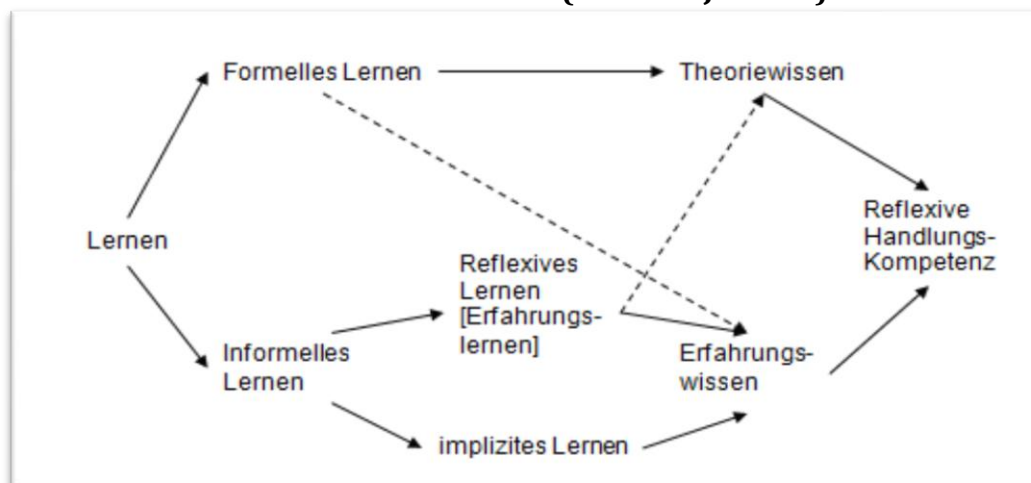 Formelles Lernen
Theoriewissen
Lernen
Reflexive
Handlungs-
Kompetenz
Reflexives
Lernen
[Erfahrungs-
lernen]
Informelles
Lernen
Erfahrungs-
wissen
implizites Lernen